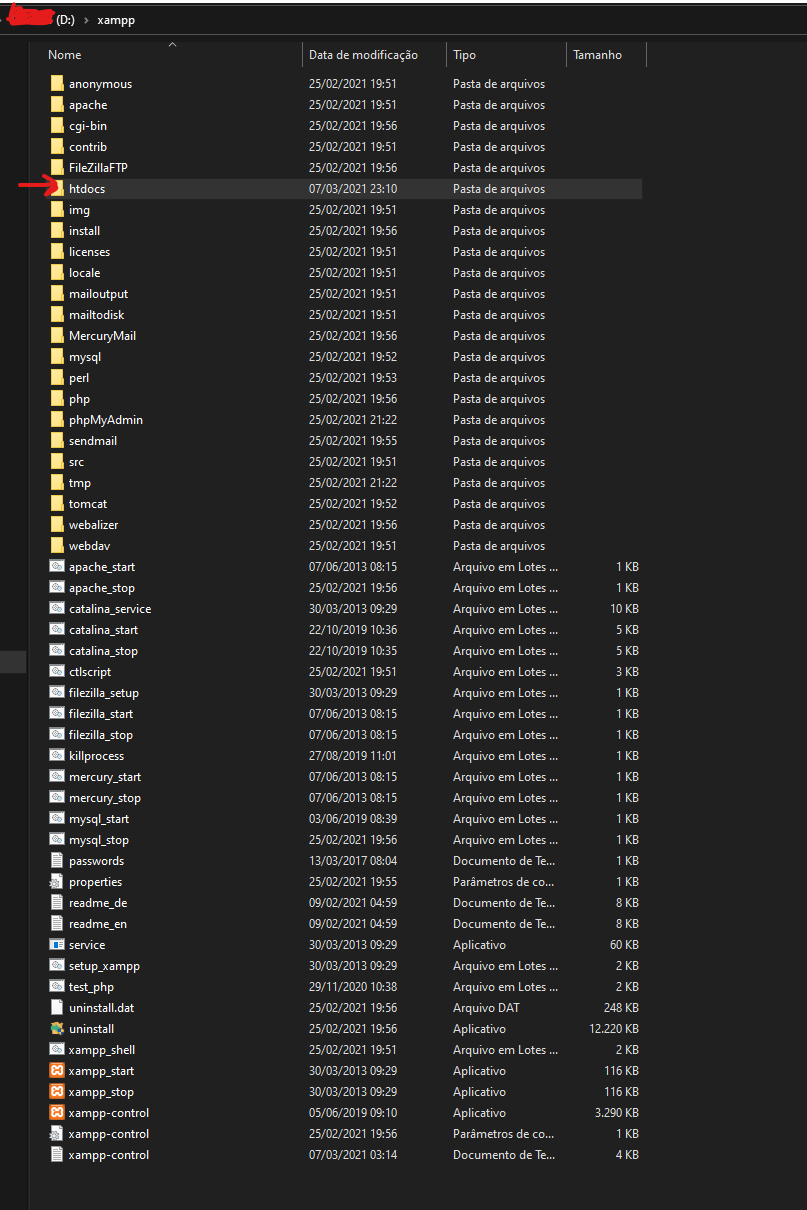 (D:) > xampp
Nome Data de modificação Tipo Tamanho
anonymous 25/02/2021 19:51 Pasta de arquivos
apache 25/02/2021 19:51 Pasta de arquivos
cgi-bin 25/02/2021 19:56 Pasta de arquivos
contrib 25/02/2021 19:51 Pasta de arquivos
FileZillaFTP 25/02/2021 19:56 Pasta de arquivos
htdocs 07/03/2021 23:10 Pasta de arquivos
img 25/02/2021 19:51 Pasta de arquivos
install 25/02/2021 19:56 Pasta de arquivos
licenses 25/02/2021 19:51 Pasta de arquivos
locale 25/02/2021 19:51 Pasta de arquivos
mailoutput 25/02/2021 19:51 Pasta de arquivos
mailtodisk 25/02/2021 19:51 Pasta de arquivos
MercuryMail 25/02/2021 19:56 Pasta de arquivos
mysql 25/02/2021 19:52 Pasta de arquivos
perl 25/02/2021 19:53 Pasta de arquivos
php 25/02/2021 19:56 Pasta de arquivos
phpMyAdmin 25/02/2021 21:22 Pasta de arquivos
sendmail 25/02/2021 19:55 Pasta de arquivos
src 25/02/2021 19:51 Pasta de arquivos
tmp 25/02/2021 21:22 Pasta de arquivos
tomcat 25/02/2021 19:52 Pasta de arquivos
webalizer 25/02/2021 19:56 Pasta de arquivos
webdav 25/02/2021 19:51 Pasta de arquivos
apache_start 07/06/2013 08:15 Arquivo em Lotes ... 1 KB
apache_stop 25/02/2021 19:56 Arquivo em Lotes ... 1 KB
catalina_service 30/03/2013 09:29 Arquivo em Lotes ... 10 KB
catalina_start 22/10/2019 10:36 Arquivo em Lotes ... 5 KB
catalina_stop 22/10/2019 10:35 Arquivo em Lotes ... 5 KB
ctlscript 25/02/2021 19:51 Arquivo em Lotes ... 3 KB
filezilla_setup 30/03/2013 09:29 Arquivo em Lotes ... 1 KB
filezilla_start 07/06/2013 08:15 Arquivo em Lotes ... 1 KB
filezilla_stop 07/06/2013 08:15 Arquivo em Lotes ... 1 KB
killprocess 27/08/2019 11:01 Arquivo em Lotes ... 1 KB
mercury_start 07/06/2013 08:15 Arquivo em Lotes ... 1 KB
mercury_stop 07/06/2013 08:15 Arquivo em Lotes ... 1 KB
mysql_start 03/06/2019 08:39 Arquivo em Lotes ... 1 KB
mysql_stop 25/02/2021 19:56 Arquivo em Lotes ... 1 KB
passwords 13/03/2017 08:04 Documento de Te... 1 KB
properties 25/02/2021 19:55 Parâmetros de co... 1 KB
readme_de 09/02/2021 04:59 Documento de Te... 8 KB
readme_en 09/02/2021 04:59 Documento de Te... 8 KB
service 30/03/2013 09:29 Aplicativo 60 KB
setup_xampp 30/03/2013 09:29 Arquivo em Lotes ... 2 KB
test_php 29/11/2020 10:38 Arquivo em Lotes ... 2 KB
uninstall.dat 25/02/2021 19:56 Arquivo DAT 248 KB
uninstall 25/02/2021 19:56 Aplicativo 12.220 KB
xampp_shell 25/02/2021 19:51 Arquivo em Lotes ... 2 KB
xampp_start 30/03/2013 09:29 Aplicativo 116 KB
xampp_stop 30/03/2013 09:29 Aplicativo 116 KB
xampp-control 05/06/2019 09:10 Aplicativo 3.290 KB
xampp-control 25/02/2021 19:56 Parâmetros de co... 1 KB
xampp-control 07/03/2021 03:14 Documento de Te... 4 KB